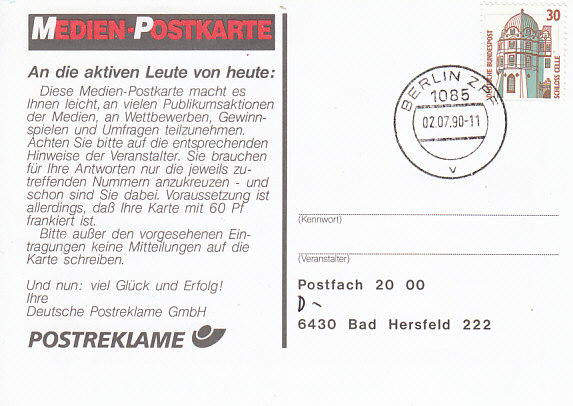 MEDIEN-POSTKARTE
An die aktiven Leute von heute:
Diese Medien-Postkarte macht es
Ihnen leicht, an vielen Publikumsaktionen
der Medien, an Wettbewerben, Gewinn-
spielen und Umfragen teilzunehmen.
Achten Sie bitte auf die entsprechenden
Hinweise der Veranstalter. Sie brauchen
für Ihre Antworten nur die jeweils zu-
treffenden Nummern anzukreuzen - und
schon sind Sie dabei. Voraussetzung ist
allerdings, daß Ihre Karte mit 60 Pf
frankiert ist.
Bitte außer den vorgesehenen Ein-
tragungen keine Mitteilungen auf die
Karte schreiben.
Und nun: viel Glück und Erfolg!
Ihre
Deutsche Postreklame GmbH
POSTREKLAME
30
BUNDESPOST
SCHLOSS CELLE
BERLIN ZPF
1085
02.07.90-11
v
(Kennwort)
(Veranstalter)
Postfach 20 00
D-
6430 Bad Hersfeld 222